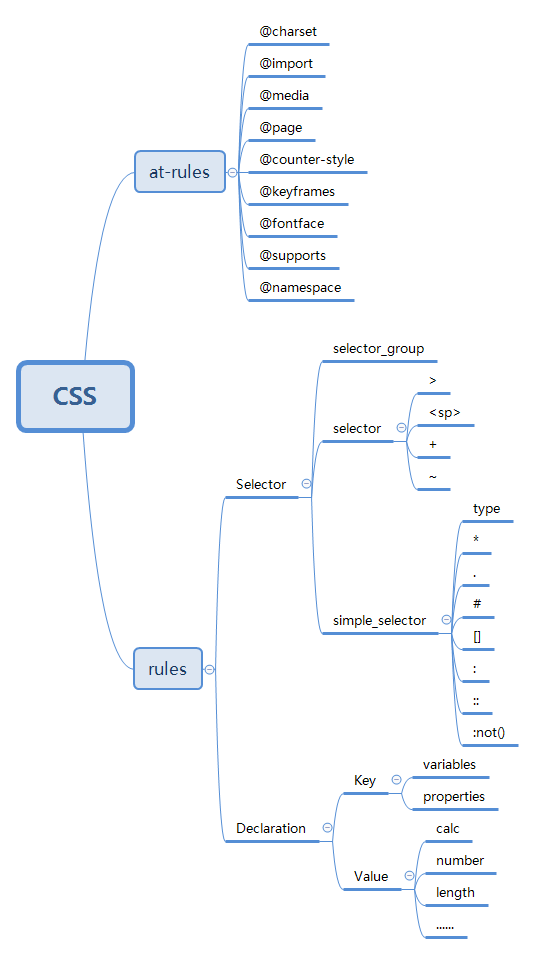 CSS
at-rules
@charset
@import
@media
@page
@counter-style
@keyframes
@fontface
@supports
@namespace
rules
Selector
selector_group
selector
>
<sp>
+
~
simple_selector
type
*
.
#
[]
:
::
:not()
Declaration
Key
variables
properties
Value
calc
number
length
......